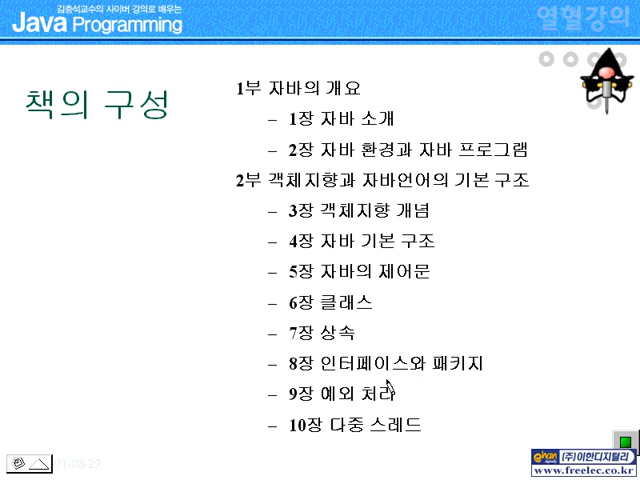 김충석교수의 사이버 강의로 배우는
Java Programming
열혈강의
책의 구성
1부 자바의 개요
– 1장 자바 소개
– 2장 자바 환경과 자바 프로그램
2부 객체지향과 자바언어의 기본 구조
– 3장 객체지향 개념
– 4장 자바 기본 구조
– 5장 자바의 제어문
– 6장 클래스
– 7장 상속
– 8장 인터페이스와 패키지
– 9장 예외 처리
– 10장 다중 스레드
01-03-29
ehan (주)이한디지털리
www.freelec.co.kr